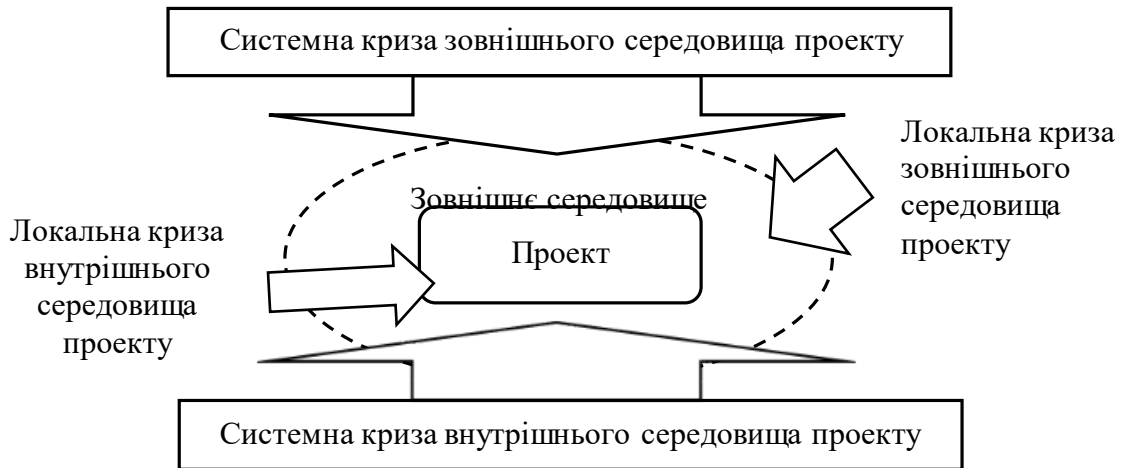 Системна криза зовнішнього середовища проекту
Локальна криза
зовнішнього
середовища
проекту
Зовнішнє середовище
Проект
Локальна криза
внутрішнього
середовища
проекту
Системна криза внутрішнього середовища проекту